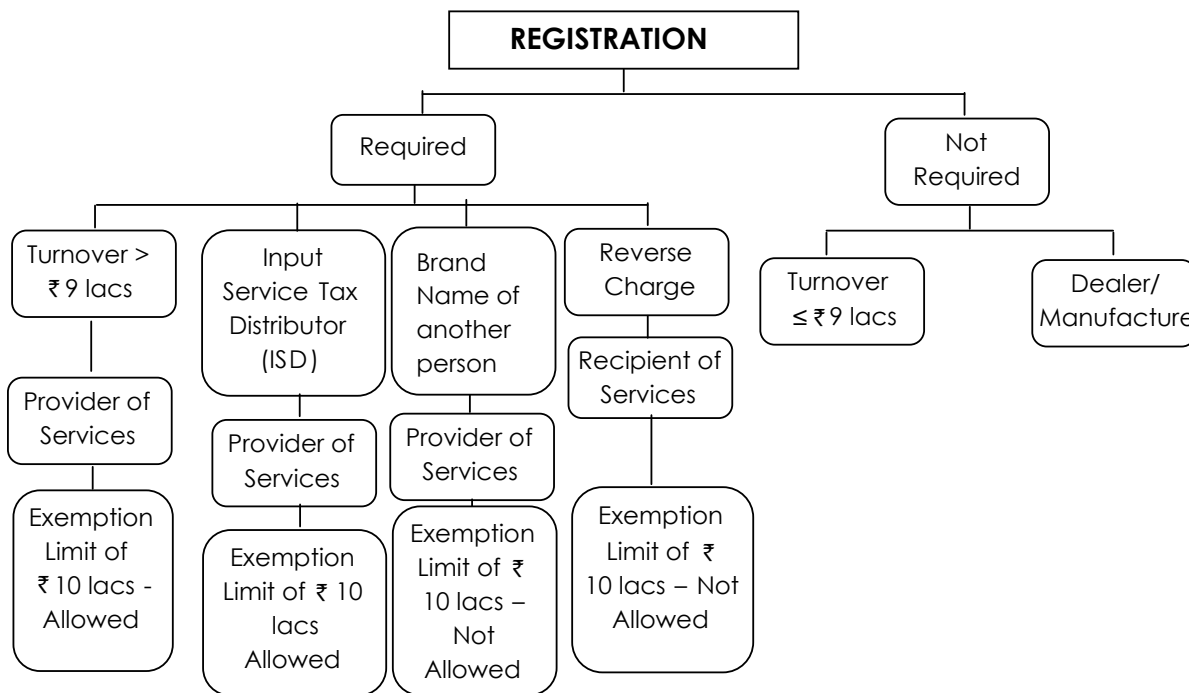 REGISTRATION
Required
Not
Required
Turnover >
₹ 9 lacs
Input
Service Tax
Distributor
(ISD)
Brand
Name of
another
person
Reverse
Charge
Turnover
≤ ₹ 9 lacs
Dealer/
Manufacture
Provider of
Services
Provider of
Services
Provider of
Services
Recipient of
Services
Exemption
Limit of
₹ 10 lacs -
Allowed
Exemption
Limit of ₹ 10
lacs
Allowed
Exemption
Limit of ₹
10 lacs –
Not
Allowed
Exemption
Limit of ₹
10 lacs – Not
Allowed